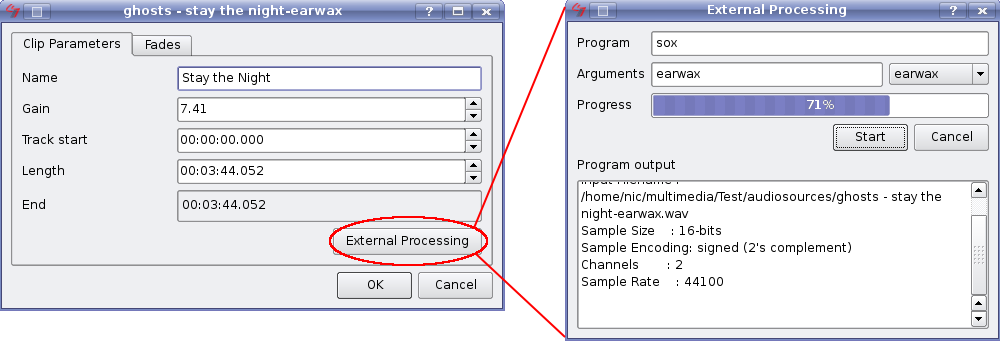 ghosts - stay the night-earwax
Clip Parameters
Fades
Name
Stay the Night
Gain
7.41
Track start
00:00:00.000
Length
00:03:44.052
End
00:03:44.052
External Processing
OK
Cancel
External Processing
Program
sox
Arguments
earwax
earwax
Progress
71%
Start
Cancel
Program output
Input Filename :
/home/nic/multimedia/Test/audiosources/ghosts - stay the
night-earwax.wav
Sample Size : 16-bits
Sample Encoding: signed (2's complement)
Channels : 2
Sample Rate : 44100